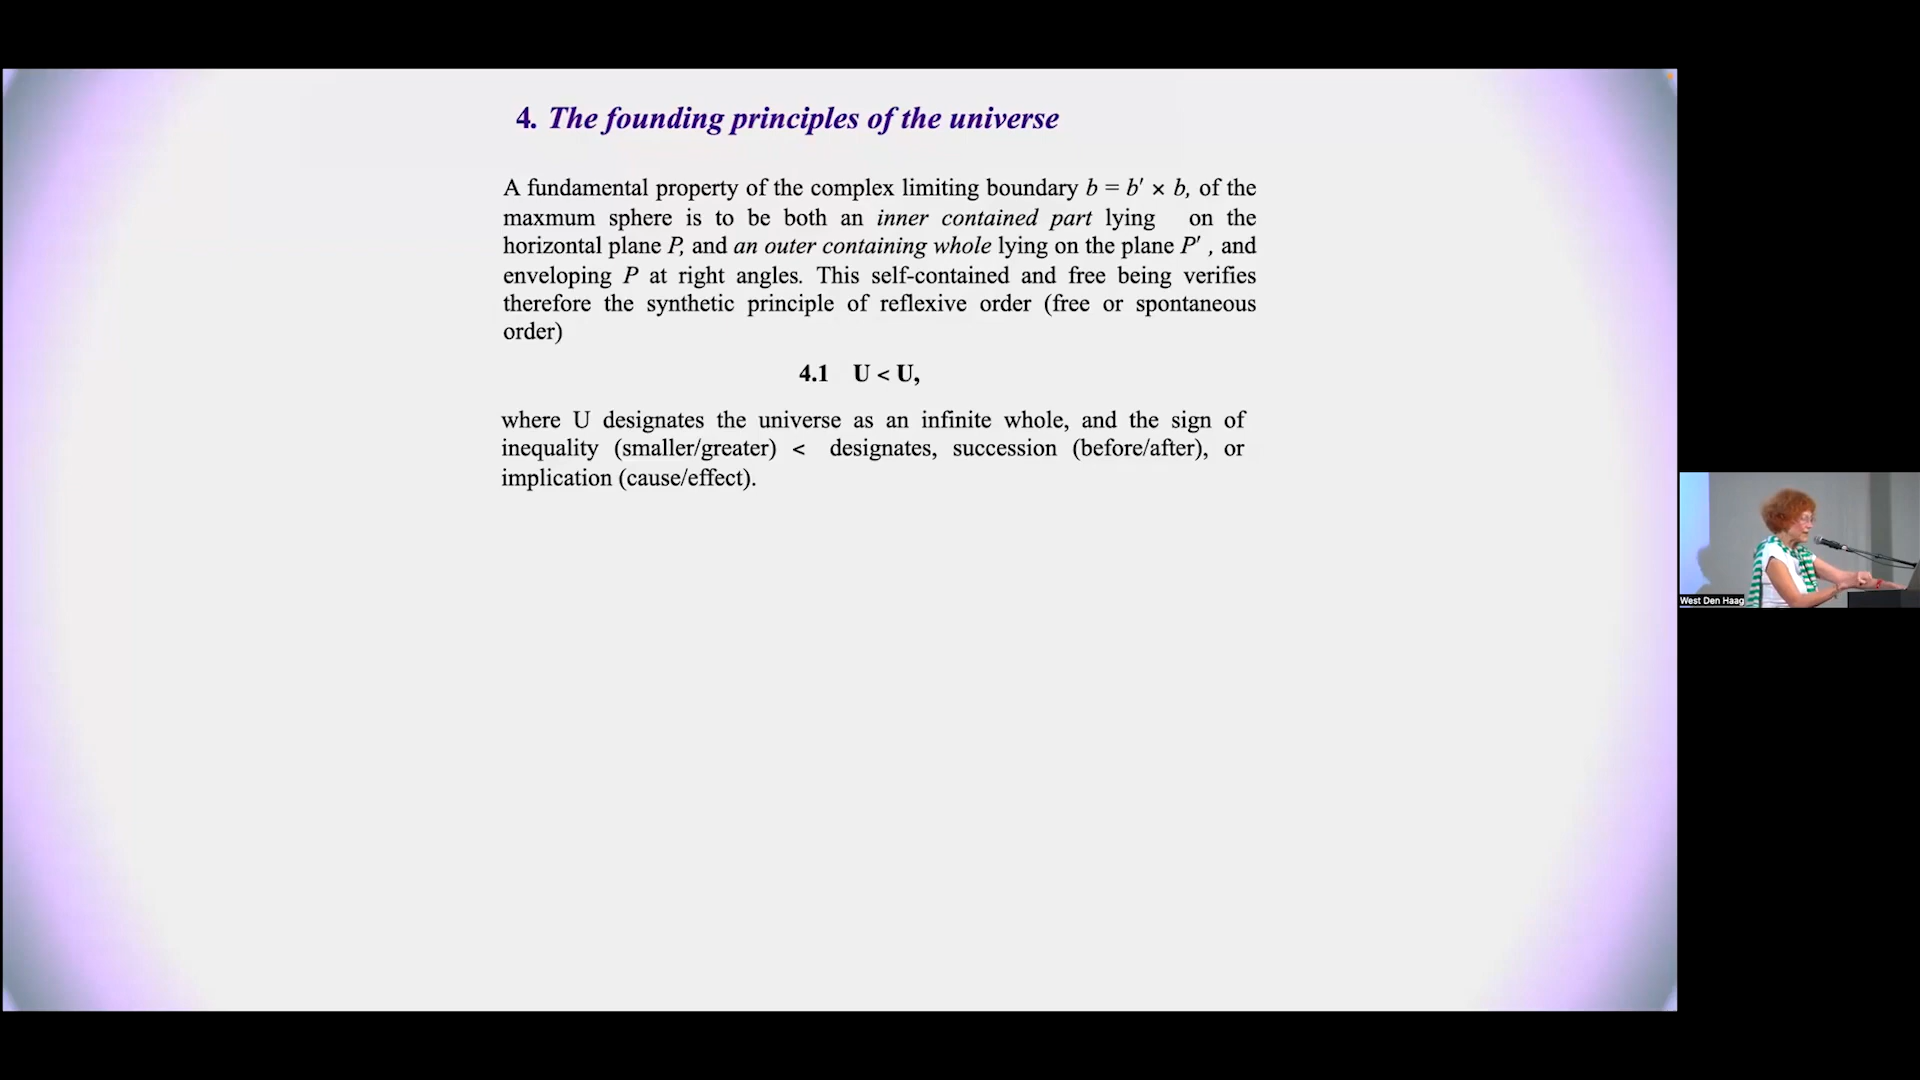 4. The founding principles of the universe
A fundamental property of the complex limiting boundary b = b′ × b, of the
maxmum sphere is to be both an inner contained part lying on the
horizontal plane P, and an outer containing whole lying on the plane P′ , and
enveloping P at right angles. This self-contained and free being verifies
therefore the synthetic principle of reflexive order (free or spontaneous
order)
4.1 U < U,
where U designates the universe as an infinite whole, and the sign of
inequality (smaller/greater) < designates, succession (before/after), or
implication (cause/effect).
West Den Haag